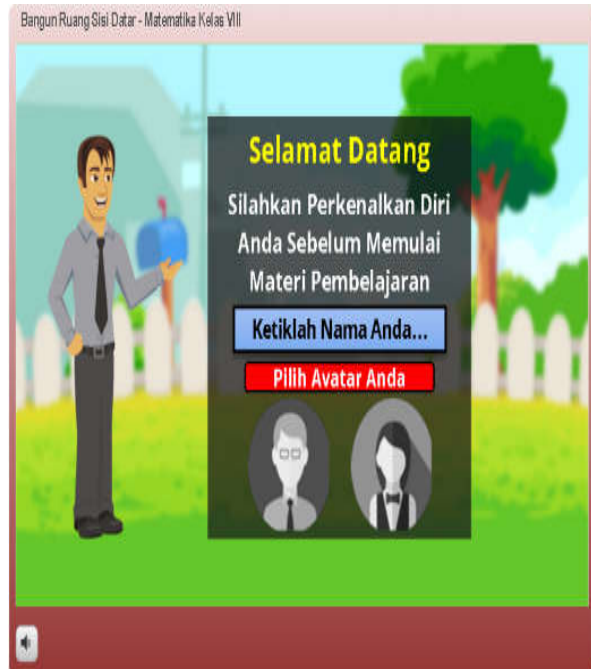 Bangun Ruang Sisi Datar - Matematika Kelas VIII
Selamat Datang
Silahkan Perkenalkan Diri
Anda Sebelum Memulai
Materi Pembelajaran
Ketiklah Nama Anda...
Pilih Avatar Anda